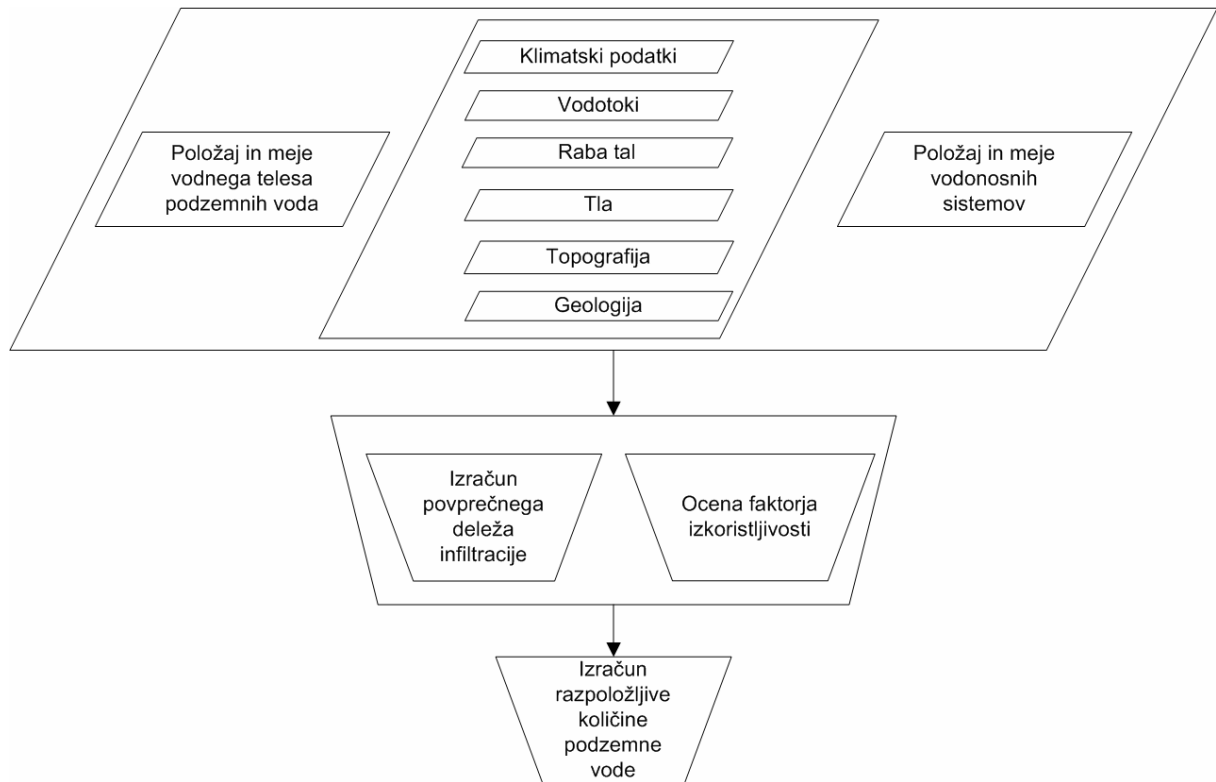 Klimatski podatki
Vodotoki
Raba tal
Tla
Topografija
Geologija
Položaj in meje
vodnega telesa
podzemnih voda
Položaj in meje
vodonosnih
sistemov
Izračun
povprečnega
deleža
infiltracije
Ocena faktorja
izkoristljivosti
Izračun
razpoložljive
količine
podzemne
vode